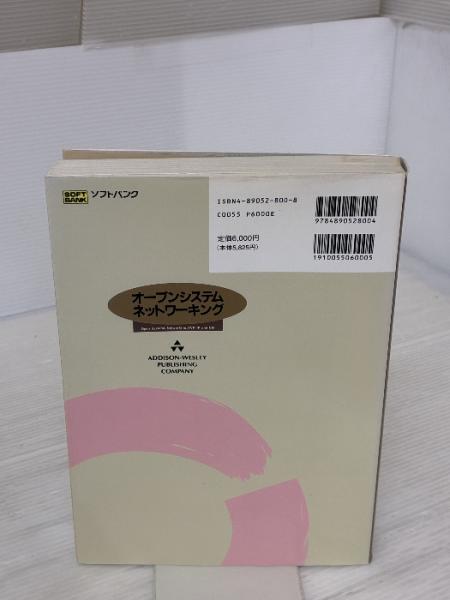 SOFT
BANK
ソフトバンク
ISBN4-89052-800-8
C0055 P6000E
定価6,000円
(本体5,825円)
9784890528004
1910055060005
オープンシステム
ネットワーキング
ADDISON-WESLEY
PUBLISHING
COMPANY